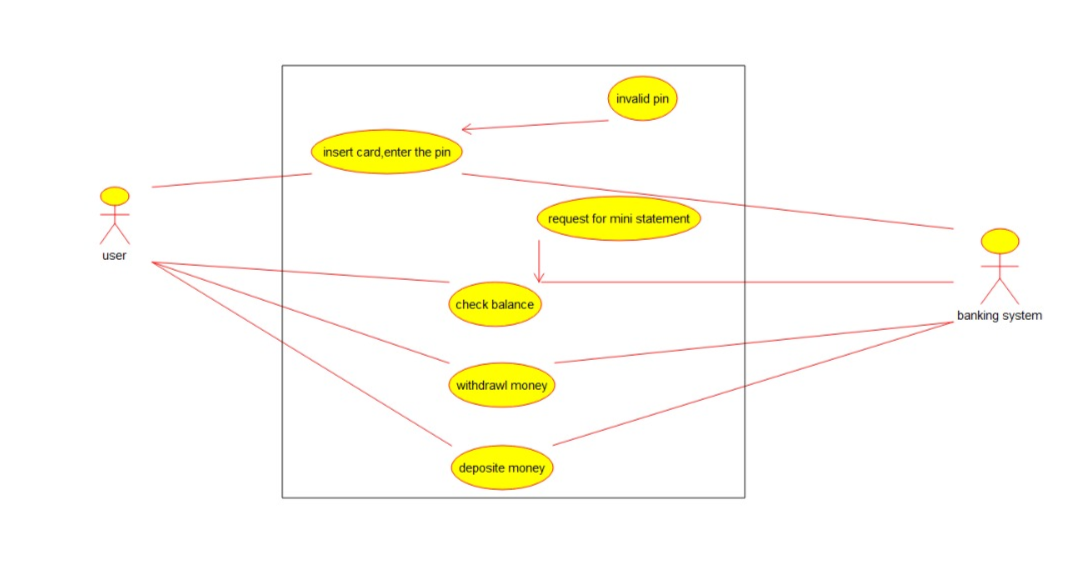 invalid pin
insert card,enter the pin
request for mini statement
user
check balance
banking system
withdrawl money
deposite money